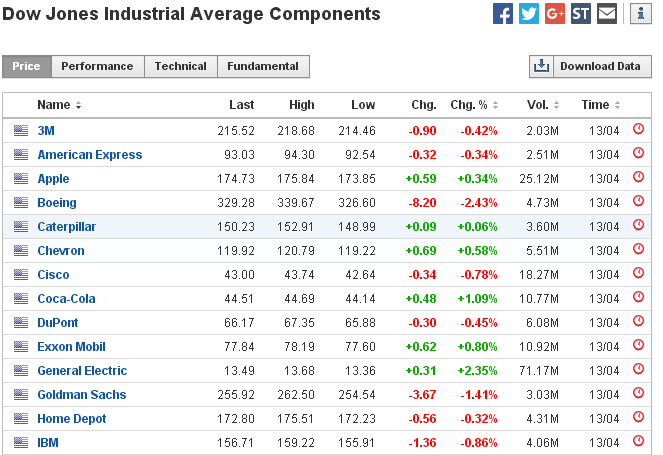 Dow Jones Industrial Average Components
f G+ ST i
Price Performance Technical Fundamental Download Data
Name Last High Low Chg. Chg. % Vol. Time
3M 215.52 218.68 214.46 -0.90 -0.42% 2.03M 13/04
American Express 93.03 94.30 92.54 -0.32 -0.34% 2.51M 13/04
Apple 174.73 175.84 173.85 +0.59 +0.34% 25.12M 13/04
Boeing 329.28 339.67 326.60 -8.20 -2.43% 4.73M 13/04
Caterpillar 150.23 152.91 148.99 +0.09 +0.06% 3.60M 13/04
Chevron 119.92 120.79 119.22 +0.69 +0.58% 5.51M 13/04
Cisco 43.00 43.74 42.64 -0.34 -0.78% 18.27M 13/04
Coca-Cola 44.51 44.69 44.14 +0.48 +1.09% 10.77M 13/04
DuPont 66.17 67.35 65.88 -0.30 -0.45% 6.08M 13/04
Exxon Mobil 77.84 78.19 77.60 +0.62 +0.80% 10.92M 13/04
General Electric 13.49 13.68 13.36 +0.31 +2.35% 71.17M 13/04
Goldman Sachs 255.92 262.50 254.54 -3.67 -1.41% 3.03M 13/04
Home Depot 172.80 175.51 172.23 -0.56 -0.32% 4.31M 13/04
IBM 156.71 159.22 155.91 -1.36 -0.86% 4.06M 13/04